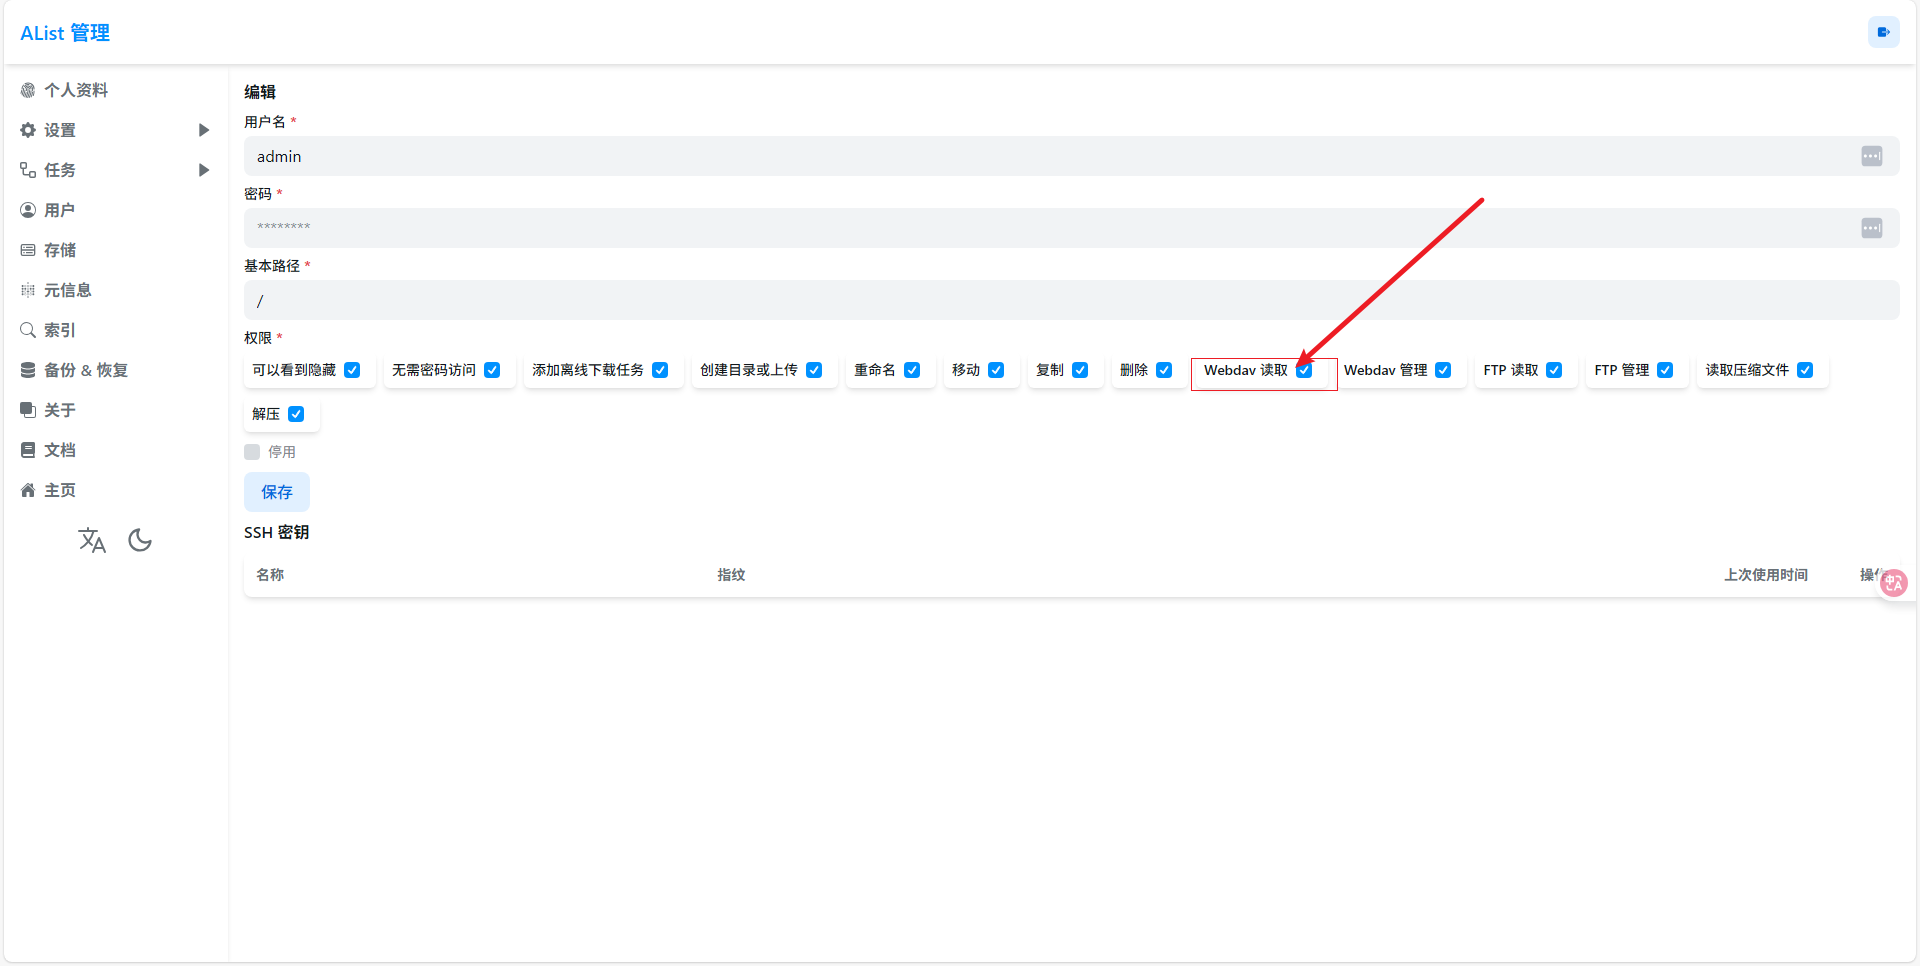 AList 管理
个人资料
设置
任务
用户
存储
元信息
索引
备份 & 恢复
关于
文档
主页
编辑
用户名 *
admin
密码 *
********
基本路径 *
/
权限 *
可以看到隐藏 无需密码访问 添加离线下载任务 创建目录或上传 重命名 移动 复制 删除 Webdav 读取 Webdav 管理 FTP 读取 FTP 管理 读取压缩文件
解压
停用
保存
SSH 密钥
名称 指纹 上次使用时间 操作